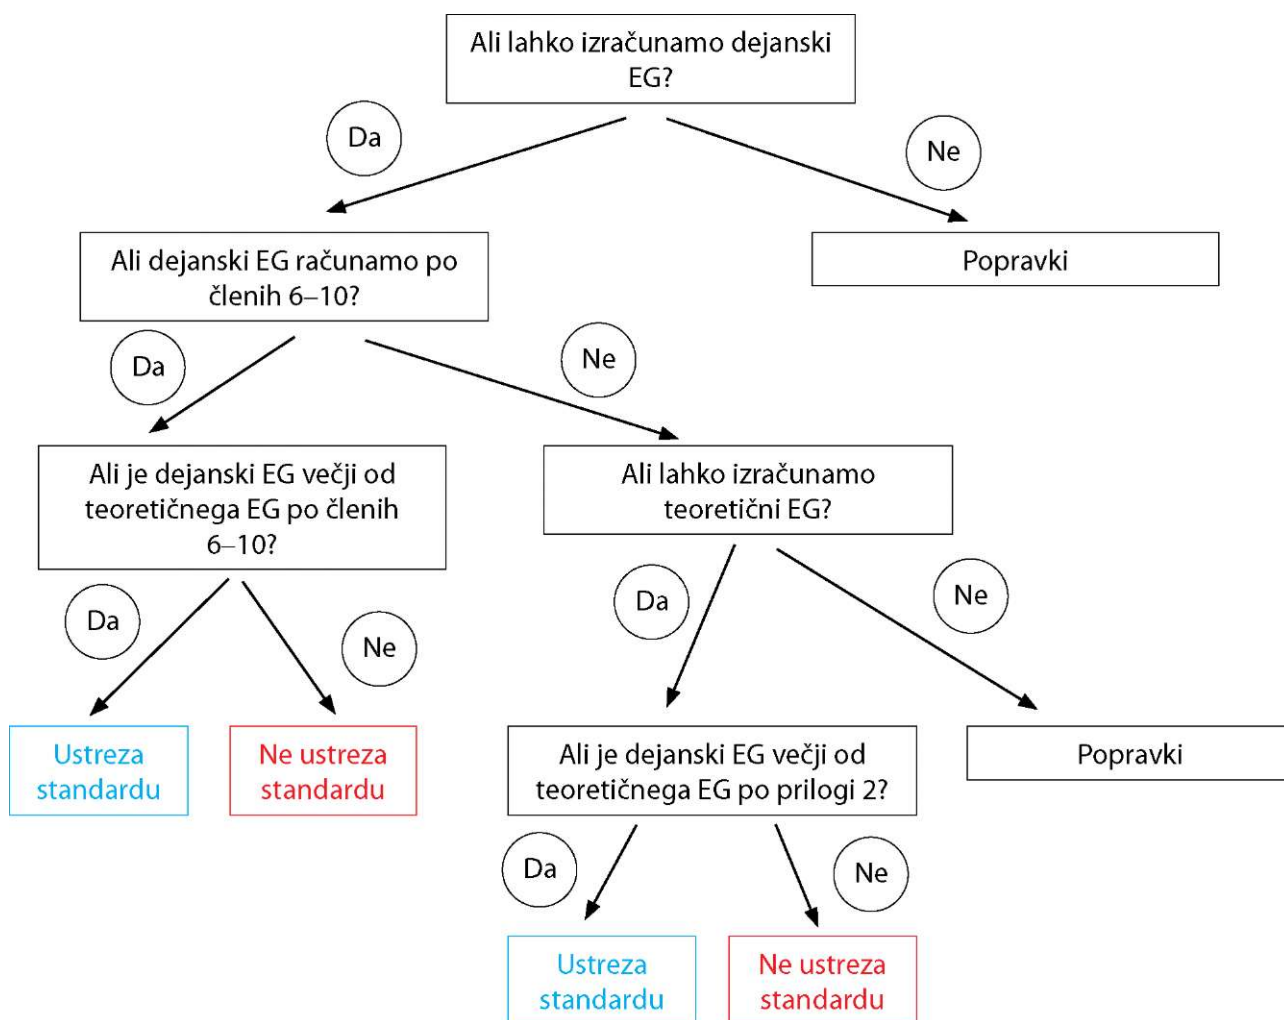 Ali lahko izračunamo dejanski
EG?
Da
Ne
Ali dejanski EG računamo po
členih 6–10?
Popravki
Da
Ne
Ali je dejanski EG večji od
teoretičnega EG po členih
6–10?
Ali lahko izračunamo
teoretični EG?
Da
Ne
Da
Ne
Ustreza
standardu
Ne ustreza
standardu
Ali je dejanski EG večji od
teoretičnega EG po prilogi 2?
Popravki
Da
Ne
Ustreza
standardu
Ne ustreza
standardu